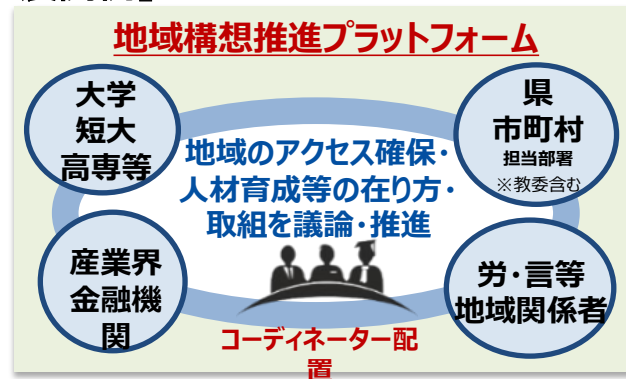 地域構想推進プラットフォーム
大学
短大
高専等
県
市町村
担当部署
※教委含む
地域のアクセス確保・
人材育成等の在り方・
取組を議論・推進
産業界
金融機
関
労・言等
地域関係者
コーディネーター配
置